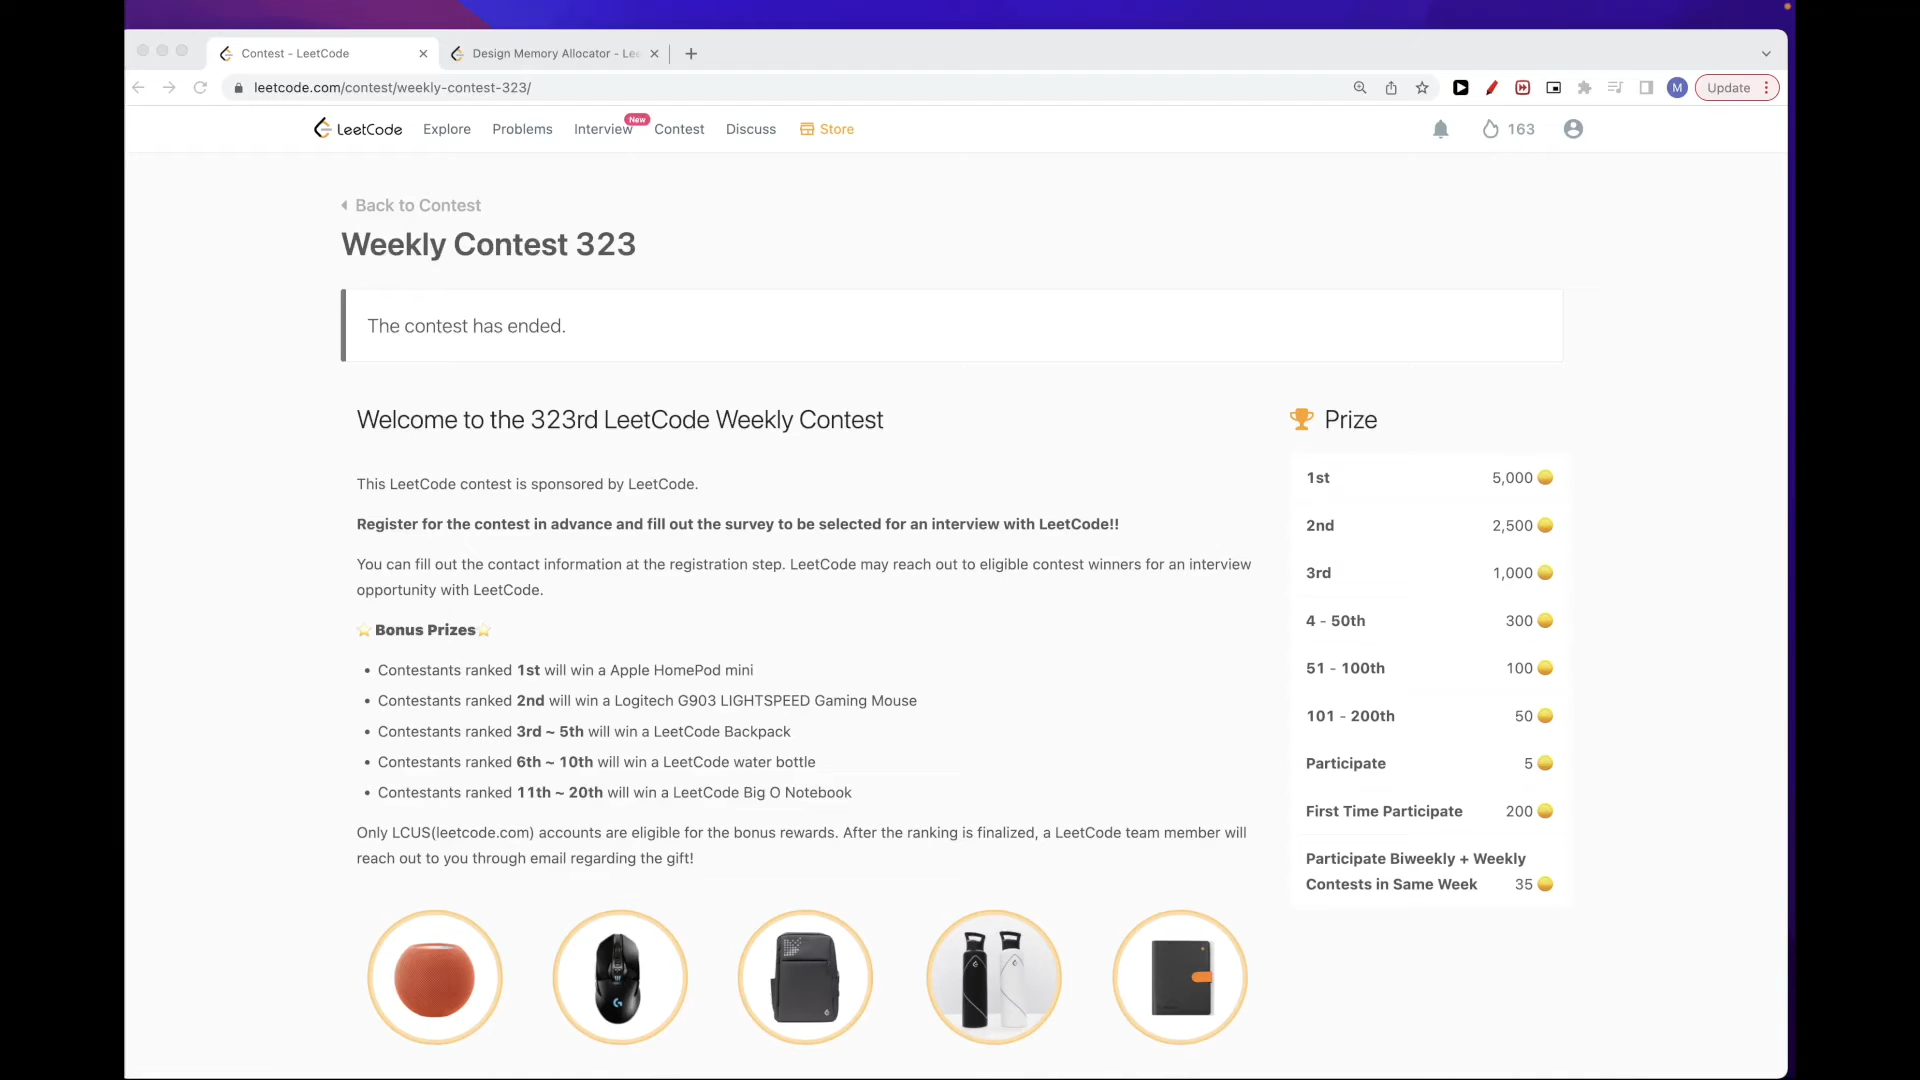 Contest - LeetCode
Design Memory Allocator - Lee
leetcode.com/contest/weekly-contest-323/
M
Update
LeetCode
Explore
Problems
Interview
New
Contest
Discuss
Store
163
Back to Contest
Weekly Contest 323
The contest has ended.
Welcome to the 323rd LeetCode Weekly Contest
This LeetCode contest is sponsored by LeetCode.
Register for the contest in advance and fill out the survey to be selected for an interview with LeetCode!!
You can fill out the contact information at the registration step. LeetCode may reach out to eligible contest winners for an interview
opportunity with LeetCode.
⭐Bonus Prizes⭐
• Contestants ranked 1st will win a Apple HomePod mini
• Contestants ranked 2nd will win a Logitech G903 LIGHTSPEED Gaming Mouse
• Contestants ranked 3rd ~ 5th will win a LeetCode Backpack
• Contestants ranked 6th ~ 10th will win a LeetCode water bottle
• Contestants ranked 11th ~ 20th will win a LeetCode Big O Notebook
Only LCUS(leetcode.com) accounts are eligible for the bonus rewards. After the ranking is finalized, a LeetCode team member will
reach out to you through email regarding the gift!
Prize
1st 5,000
2nd 2,500
3rd 1,000
4 - 50th 300
51 - 100th 100
101 - 200th 50
Participate 5
First Time Participate 200
Participate Biweekly + Weekly
Contests in Same Week 35